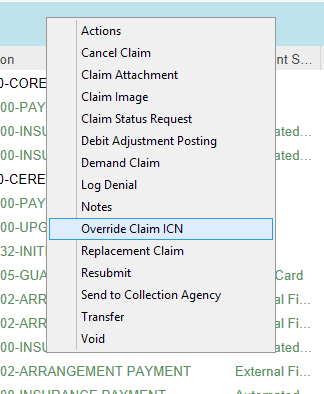 on
nt S...
Actions
Cancel Claim
Claim Attachment
Claim Image
Claim Status Request
Debit Adjustment Posting
Demand Claim
Log Denial
Notes
Override Claim ICN
Replacement Claim
Resubmit
Send to Collection Agency
Transfer
Void
0-CORE
00-PAY
00-INSU ated...
00-INSU ated...
0-CERE
00-PAY
00-UPG
32-INITI
05-GUA Card
02-ARR al Fi...
02-ARR al Fi...
00-INSU ated...
02-ARRANGEMENT PAYMENT External Fi...
00-INSURANCE PAYMENT Automated